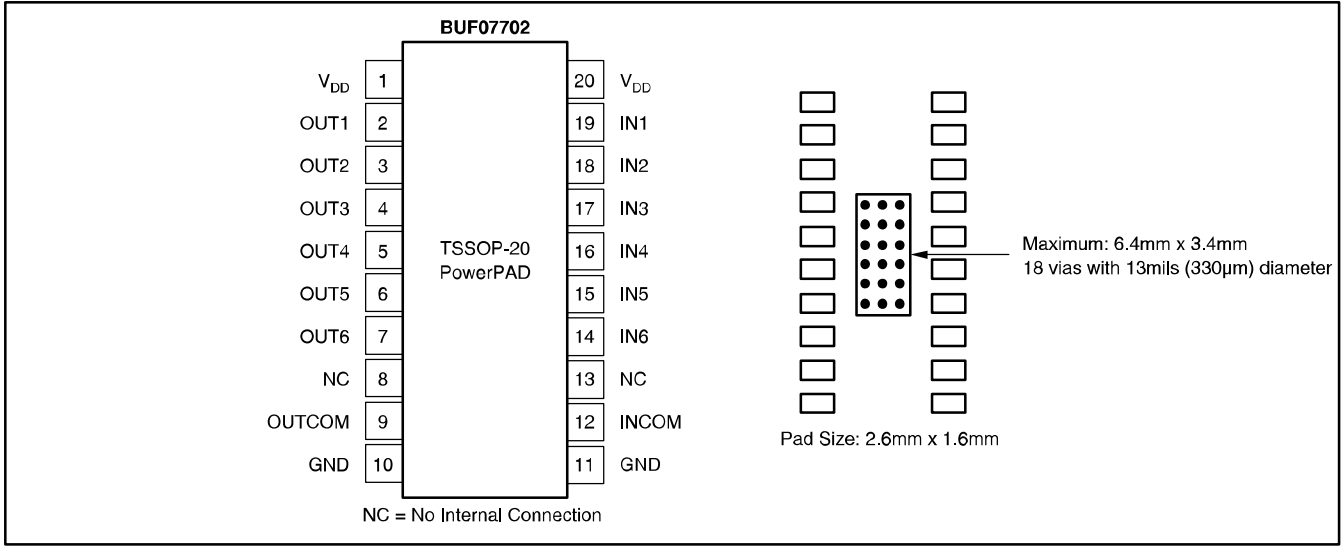 BUF07702
V_DD 1 20 V_DD
OUT1 2 19 IN1
OUT2 3 18 IN2
OUT3 4 17 IN3
OUT4 5 16 IN4
TSSOP-20
PowerPAD
OUT5 6 15 IN5
OUT6 7 14 IN6
NC 8 13 NC
OUTCOM 9 12 INCOM
GND 10 11 GND
NC = No Internal Connection
Maximum: 6.4mm x 3.4mm
18 vias with 13mils (330μm) diameter
Pad Size: 2.6mm x 1.6mm